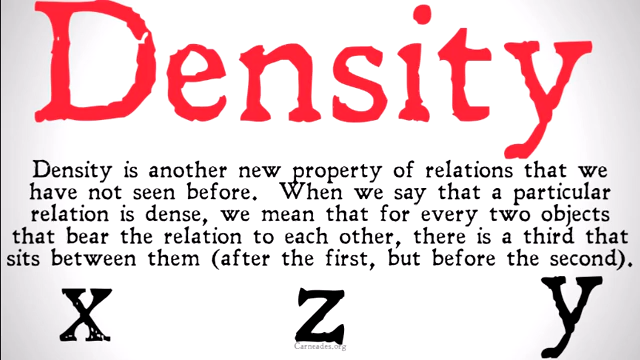 Density
Density is another new property of relations that we
have not seen before. When we say that a particular
relation is dense, we mean that for every two objects
that bear the relation to each other, there is a third that
sits between them (after the first, but before the second).
x z y
Carneades.org